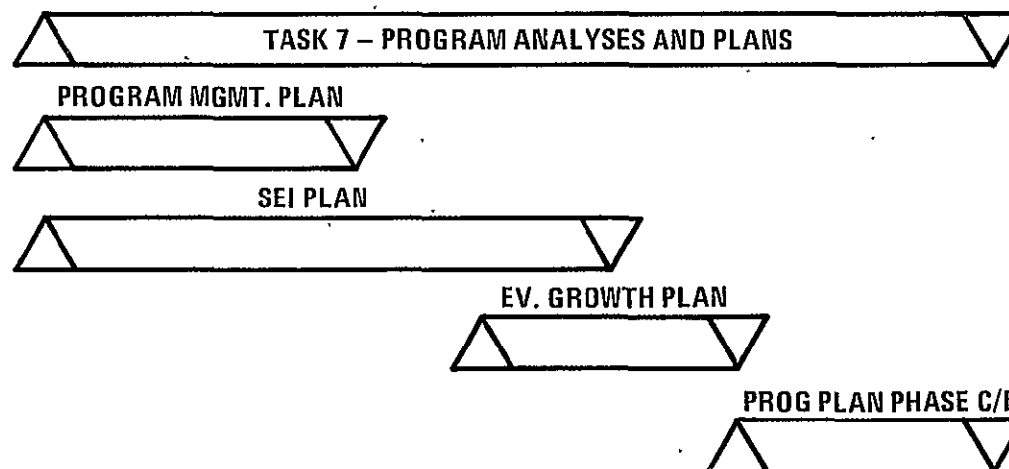 TASK 7 – PROGRAM ANALYSES AND PLANS
PROGRAM MGMT. PLAN
SEI PLAN
EV. GROWTH PLAN
PROG PLAN PHASE